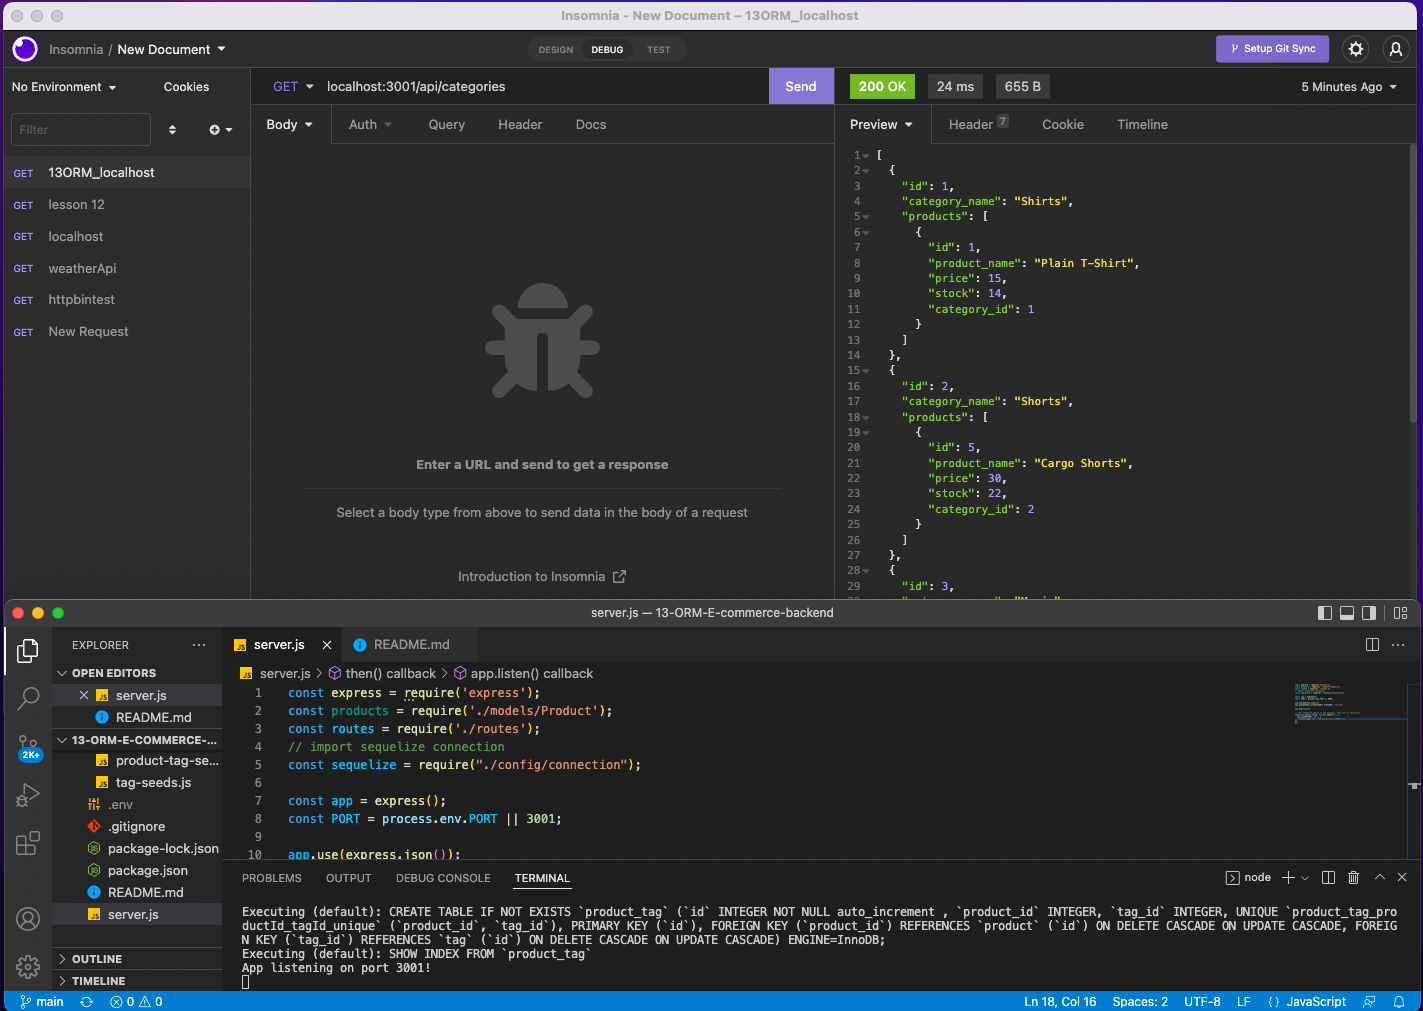 Insomnia - New Document – 13ORM_localhost
Insomnia / New Document
DESIGN DEBUG TEST
Setup Git Sync
No Environment Cookies
GET localhost:3001/api/categories Send
200 OK 24 ms 655 B 5 Minutes Ago
Filter
Body Auth Query Header Docs
Preview Header 7 Cookie Timeline
GET 13ORM_localhost
GET lesson 12
GET localhost
GET weatherApi
GET httpbintest
GET New Request
Enter a URL and send to get a response
Select a body type from above to send data in the body of a request
Introduction to Insomnia
1 [
2 {
3 "id": 1,
4 "category_name": "Shirts",
5 "products": [
6 {
7 "id": 1,
8 "product_name": "Plain T-Shirt",
9 "price": 15,
10 "stock": 14,
11 "category_id": 1
12 }
13 ]
14 },
15 {
16 "id": 2,
17 "category_name": "Shorts",
18 "products": [
19 {
20 "id": 5,
21 "product_name": "Cargo Shorts",
22 "price": 30,
23 "stock": 22,
24 "category_id": 2
25 }
26 ]
27 },
28 {
29 "id": 3,
server.js — 13-ORM-E-commerce-backend
EXPLORER
OPEN EDITORS
server.js
README.md
13-ORM-E-COMMERCE-...
product-tag-se...
tag-seeds.js
.env
.gitignore
package-lock.json
package.json
README.md
server.js
OUTLINE
TIMELINE
2K+
server.js README.md
server.js > then() callback > app.listen() callback
1 const express = require('express');
2 const products = require('./models/Product');
3 const routes = require('./routes');
4 // import sequelize connection
5 const sequelize = require("./config/connection");
6
7 const app = express();
8 const PORT = process.env.PORT || 3001;
9
10 app.use(express.json());
PROBLEMS OUTPUT DEBUG CONSOLE TERMINAL node
Executing (default): CREATE TABLE IF NOT EXISTS `product_tag` (`id` INTEGER NOT NULL auto_increment , `product_id` INTEGER, `tag_id` INTEGER, UNIQUE `product_tag_pro
ductId_tagId_unique` (`product_id`, `tag_id`), PRIMARY KEY (`id`), FOREIGN KEY (`product_id`) REFERENCES `product` (`id`) ON DELETE CASCADE ON UPDATE CASCADE, FOREIG
N KEY (`tag_id`) REFERENCES `tag` (`id`) ON DELETE CASCADE ON UPDATE CASCADE) ENGINE=InnoDB;
Executing (default): SHOW INDEX FROM `product_tag`
App listening on port 3001!
main 0 0 Ln 18, Col 16 Spaces: 2 UTF-8 LF {} JavaScript